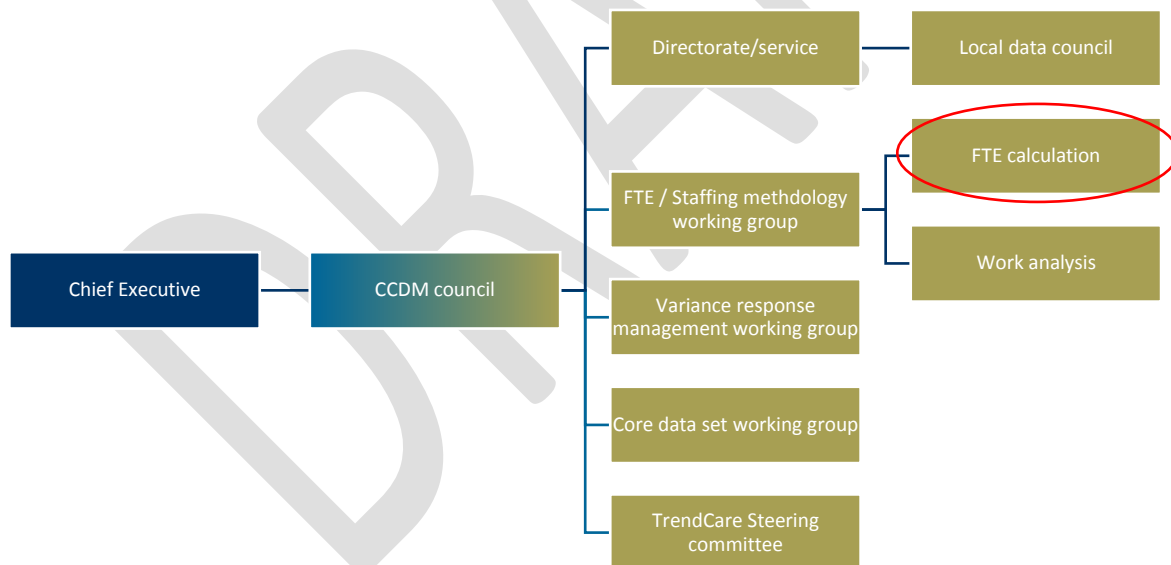 Directorate/service
Local data council
FTE calculation
FTE / Staffing methdology
working group
Work analysis
Chief Executive
CCDM council
Variance response
management working group
Core data set working group
TrendCare Steering
committee
DRA